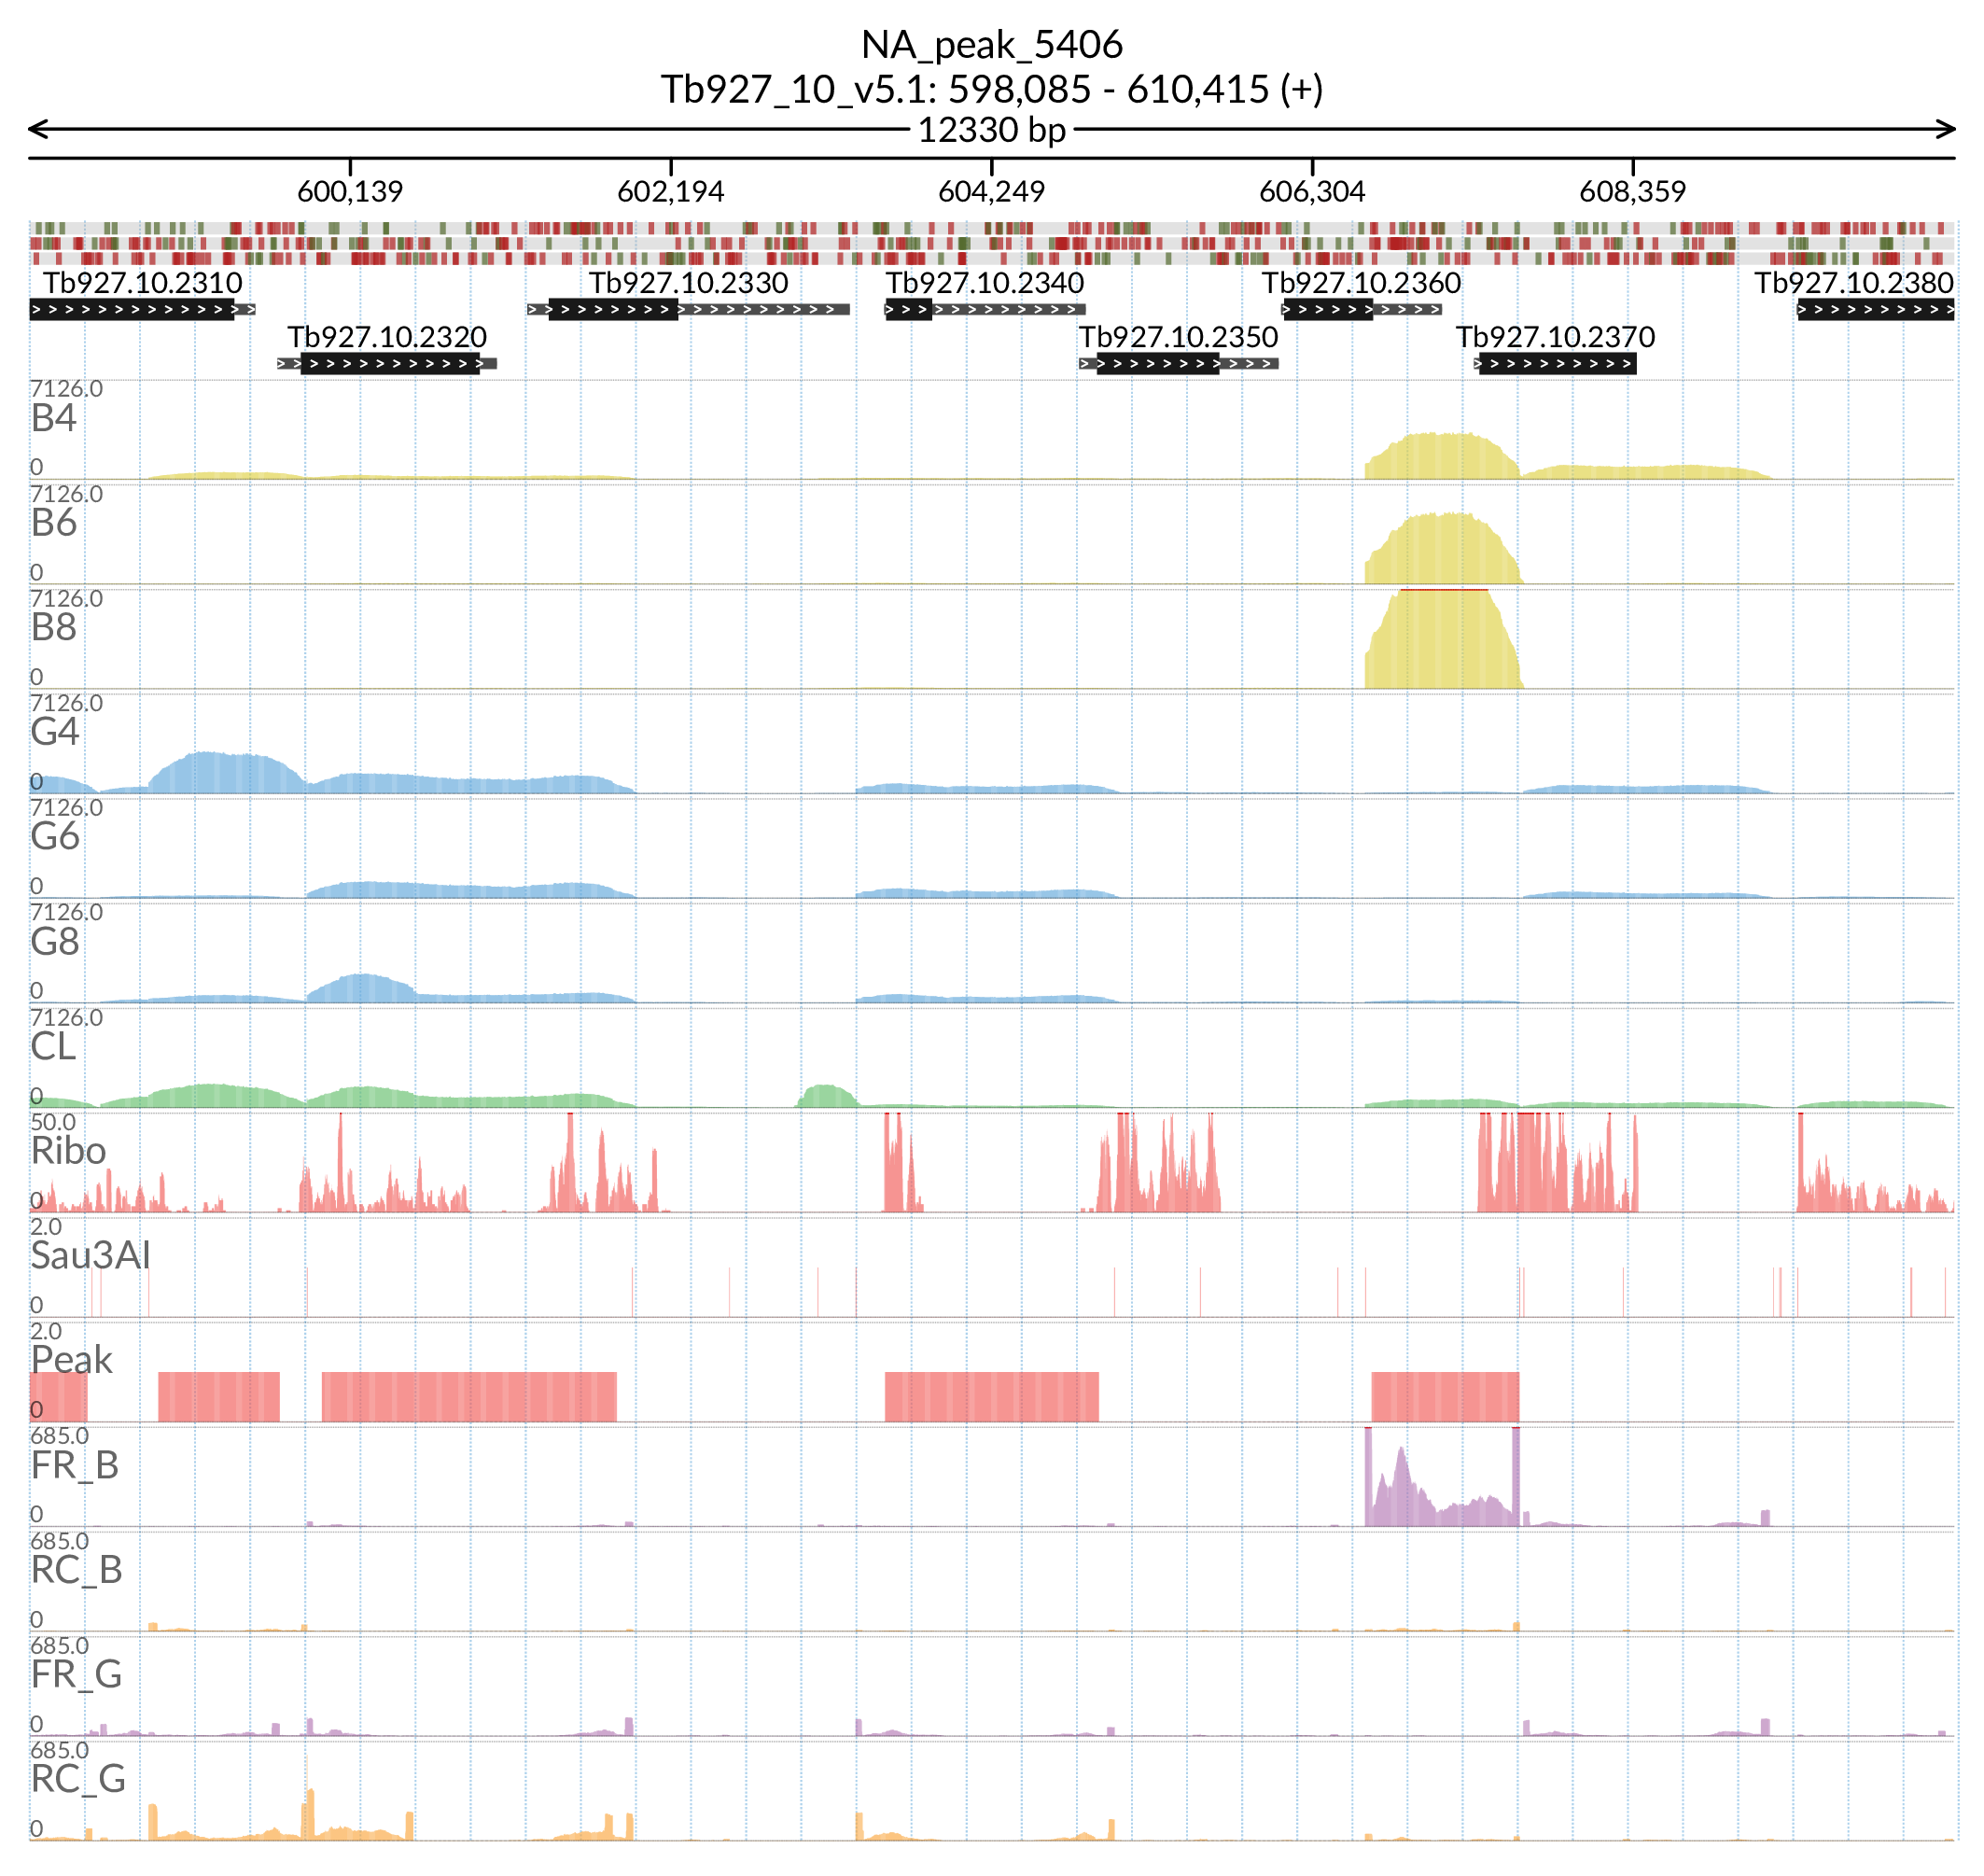 NA_peak_5406
Tb927_10_v5.1: 598,085 - 610,415 (+)
12330 bp
600,139 602,194 604,249 606,304 608,359
Tb927.10.2310 Tb927.10.2330 Tb927.10.2340 Tb927.10.2360 Tb927.10.2380
Tb927.10.2320 Tb927.10.2350 Tb927.10.2370
7126.0
B4
0
7126.0
B6
0
7126.0
B8
0
7126.0
G4
0
7126.0
G6
0
7126.0
G8
0
7126.0
CL
0
50.0
Ribo
0
2.0
Sau3AI
0
2.0
Peak
0
685.0
FR_B
0
685.0
RC_B
0
685.0
FR_G
0
685.0
RC_G
0